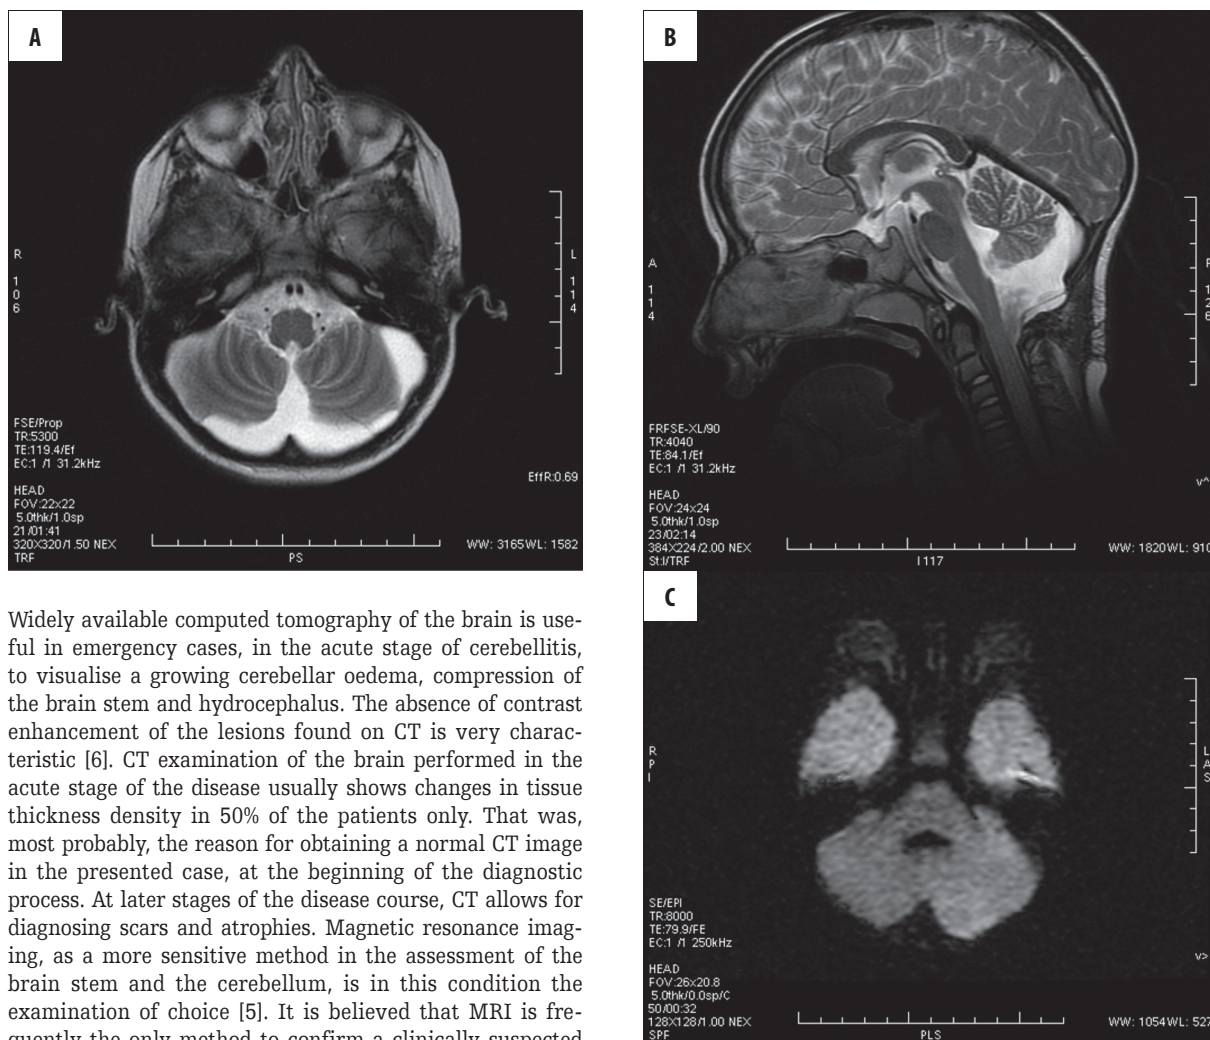 A
R
1
0
6
L
1
1
4
FSE/Prop
TR:5300
TE:119.4/Ef
EC:1 /1 31.2kHz
EffR:0.69
HEAD
FOV:22x22
5.0thk/1.0sp
21/01:41
320X320/1.50 NEX
TRF
PS
WW: 3165WL: 1582
B
A
1
1
4
P
1
2
6
FRFSE-XL/90
TR:4040
TE:84.1/Ef
EC:1 /1 31.2kHz
v^
HEAD
FOV:24x24
5.0thk/1.0sp
23/02:14
384X224/2.00 NEX
St:I/TRF
I 117
WW: 1820WL: 910
Widely available computed tomography of the brain is use-
ful in emergency cases, in the acute stage of cerebellitis,
to visualise a growing cerebellar oedema, compression of
the brain stem and hydrocephalus. The absence of contrast
enhancement of the lesions found on CT is very charac-
teristic [6]. CT examination of the brain performed in the
acute stage of the disease usually shows changes in tissue
thickness density in 50% of the patients only. That was,
most probably, the reason for obtaining a normal CT image
in the presented case, at the beginning of the diagnostic
process. At later stages of the disease course, CT allows for
diagnosing scars and atrophies. Magnetic resonance imag-
ing, as a more sensitive method in the assessment of the
brain stem and the cerebellum, is in this condition the
examination of choice [5]. It is believed that MRI is fre-
quently the only method to confirm a clinically suspected
C
R
P
I
L
A
S
SE/EPI
TR:8000
TE:79.9/FE
EC:1 /1 250kHz
v>
HEAD
FOV:26x20.8
5.0thk/0.0sp/C
50/00:32
128X128/1.00 NEX
SPF
PLS
WW: 1054WL: 527